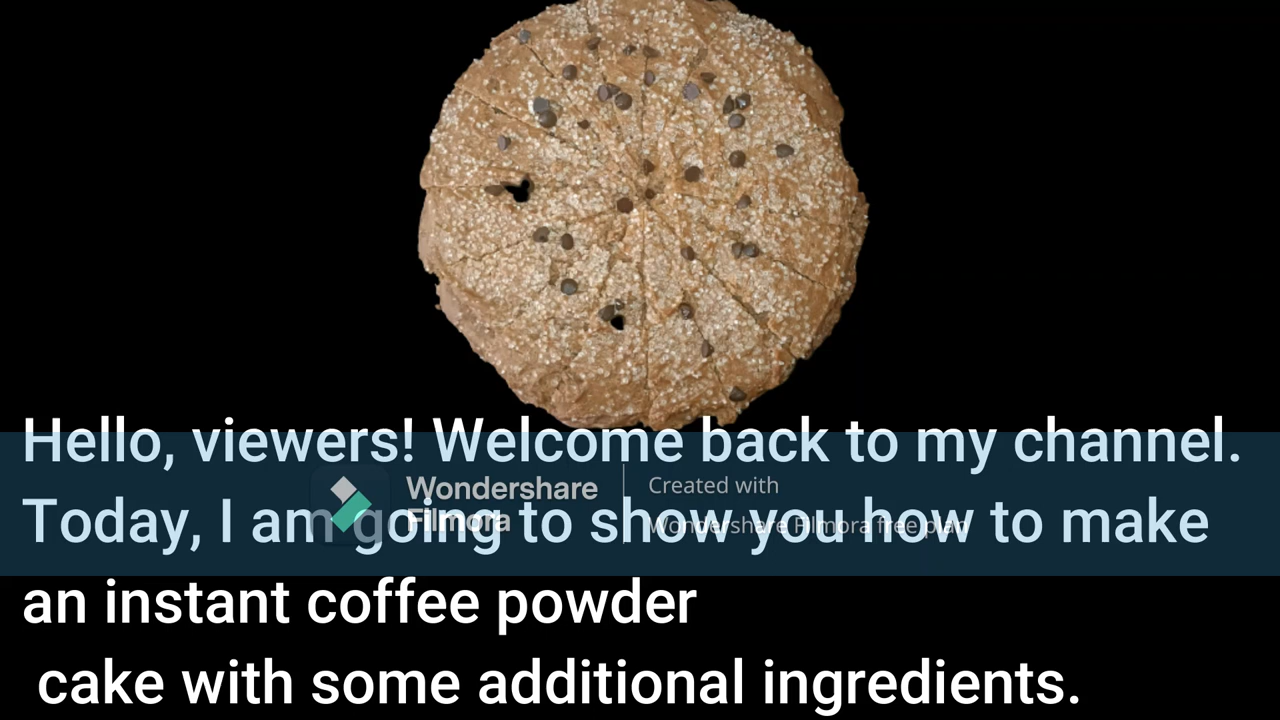 Hello, viewers! Welcome back to my channel.
Wondershare
Filmora
Created with
Wondershare Filmora free plan
Today, I am going to show you how to make
an instant coffee powder
cake with some additional ingredients.